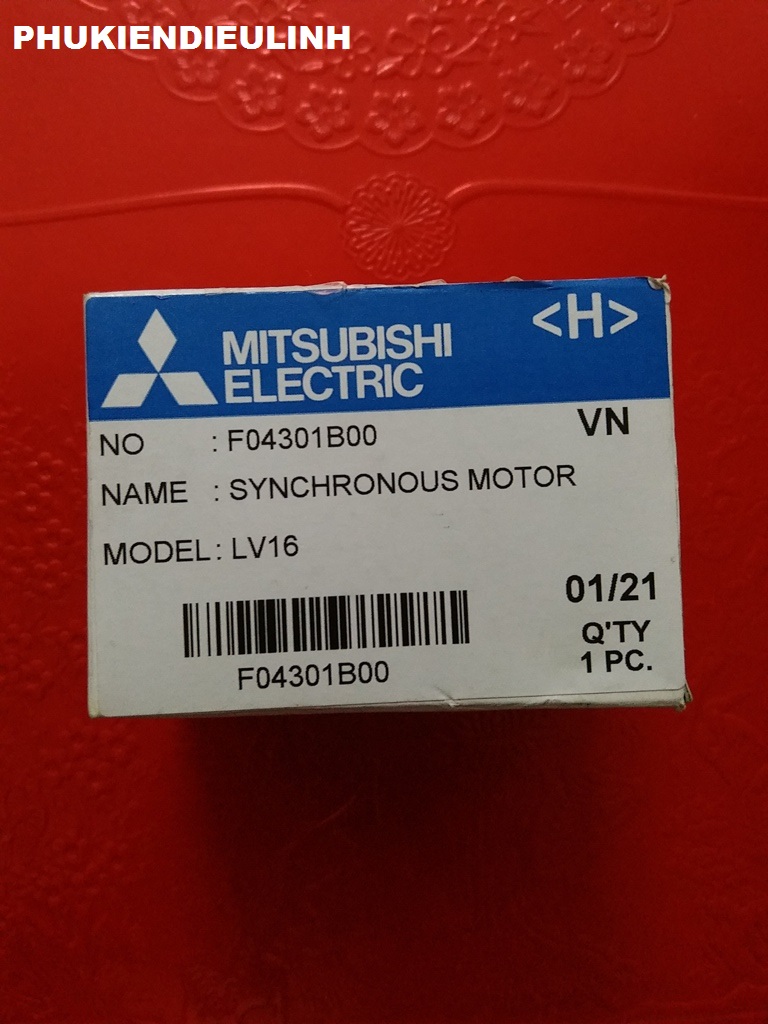 PHUKIENDIEULINH
MITSUBISHI
ELECTRIC
<H>
NO : F04301B00
VN
NAME : SYNCHRONOUS MOTOR
MODEL : LV16
01/21
Q'TY
1 PC.
F04301B00